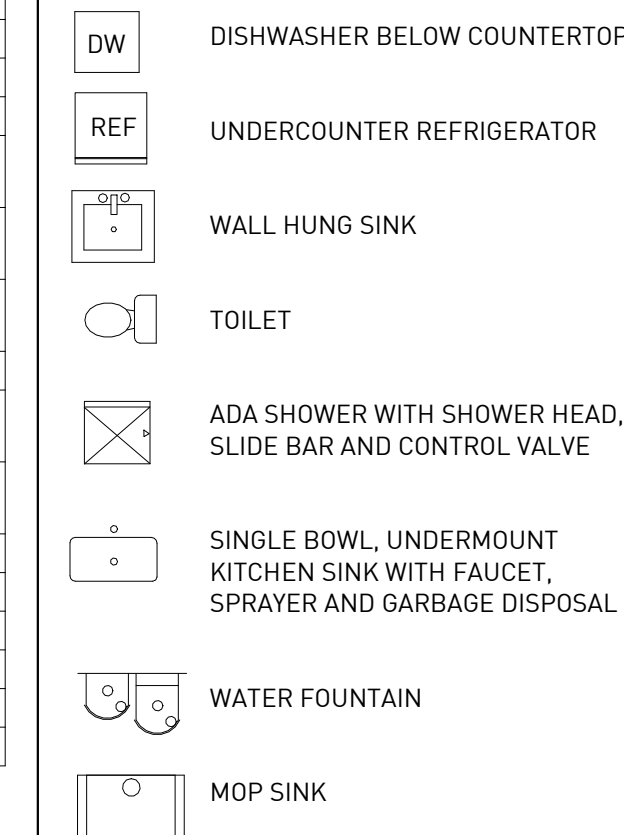 DW
DISHWASHER BELOW COUNTERTOP
REF
UNDERCOUNTER REFRIGERATOR
WALL HUNG SINK
TOILET
ADA SHOWER WITH SHOWER HEAD,
SLIDE BAR AND CONTROL VALVE
SINGLE BOWL, UNDERMOUNT
KITCHEN SINK WITH FAUCET,
SPRAYER AND GARBAGE DISPOSAL
WATER FOUNTAIN
MOP SINK